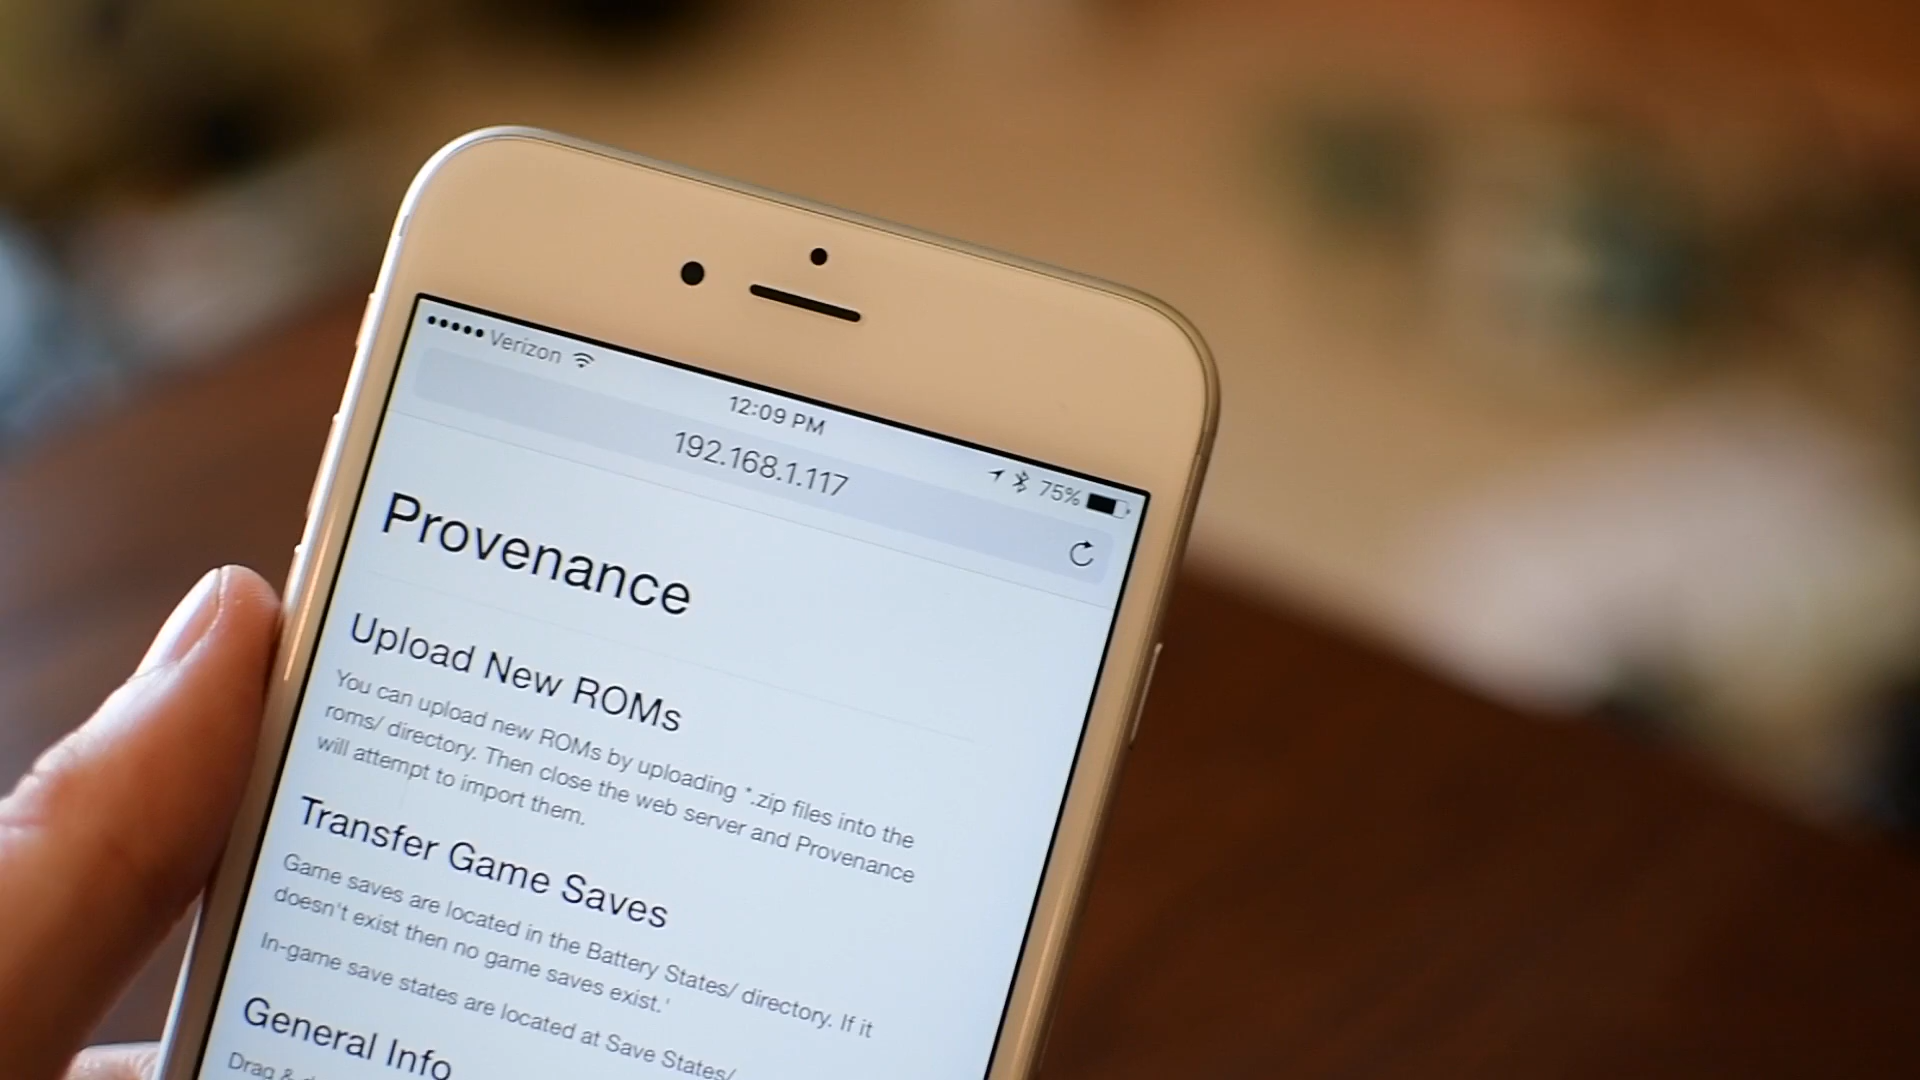 Verizon
12:09 PM
75%
192.168.1.117
Provenance
Upload New ROMs
You can upload new ROMs by uploading *.zip files into the
roms/ directory. Then close the web server and Provenance
will attempt to import them.
Transfer Game Saves
Game saves are located in the Battery States/ directory. If it
doesn't exist then no game saves exist.'
In-game save states are located at Save States/
General Info
Drag &